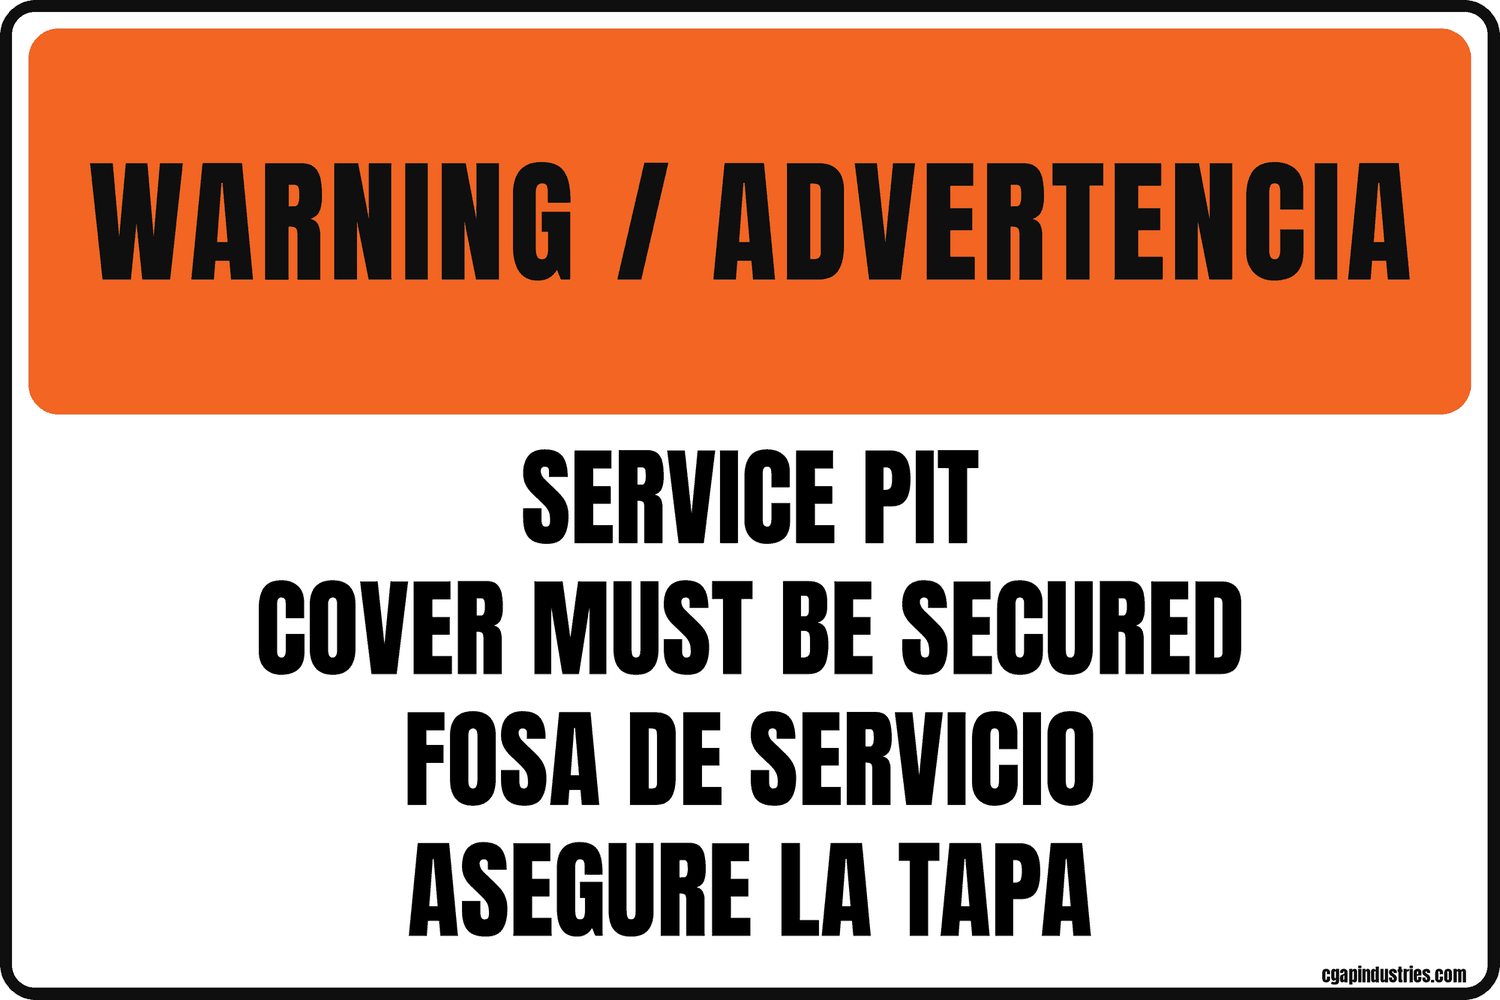 WARNING / ADVERTENCIA
SERVICE PIT
COVER MUST BE SECURED
FOSA DE SERVICIO
ASEGURE LA TAPA
cgapindustries.com